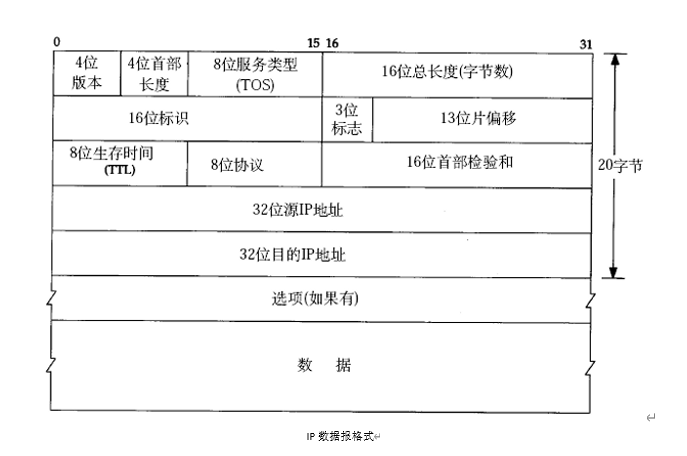 0 15 16 31
4位 4位首部 8位服务类型 16位总长度(字节数)
版本 长度 (TOS)
16位标识 3位 13位片偏移
标志
8位生存时间 8位协议 16位首部检验和 20字节
(TTL)
32位源IP地址
32位目的IP地址
选项(如果有)
数 据
IP 数据报格式